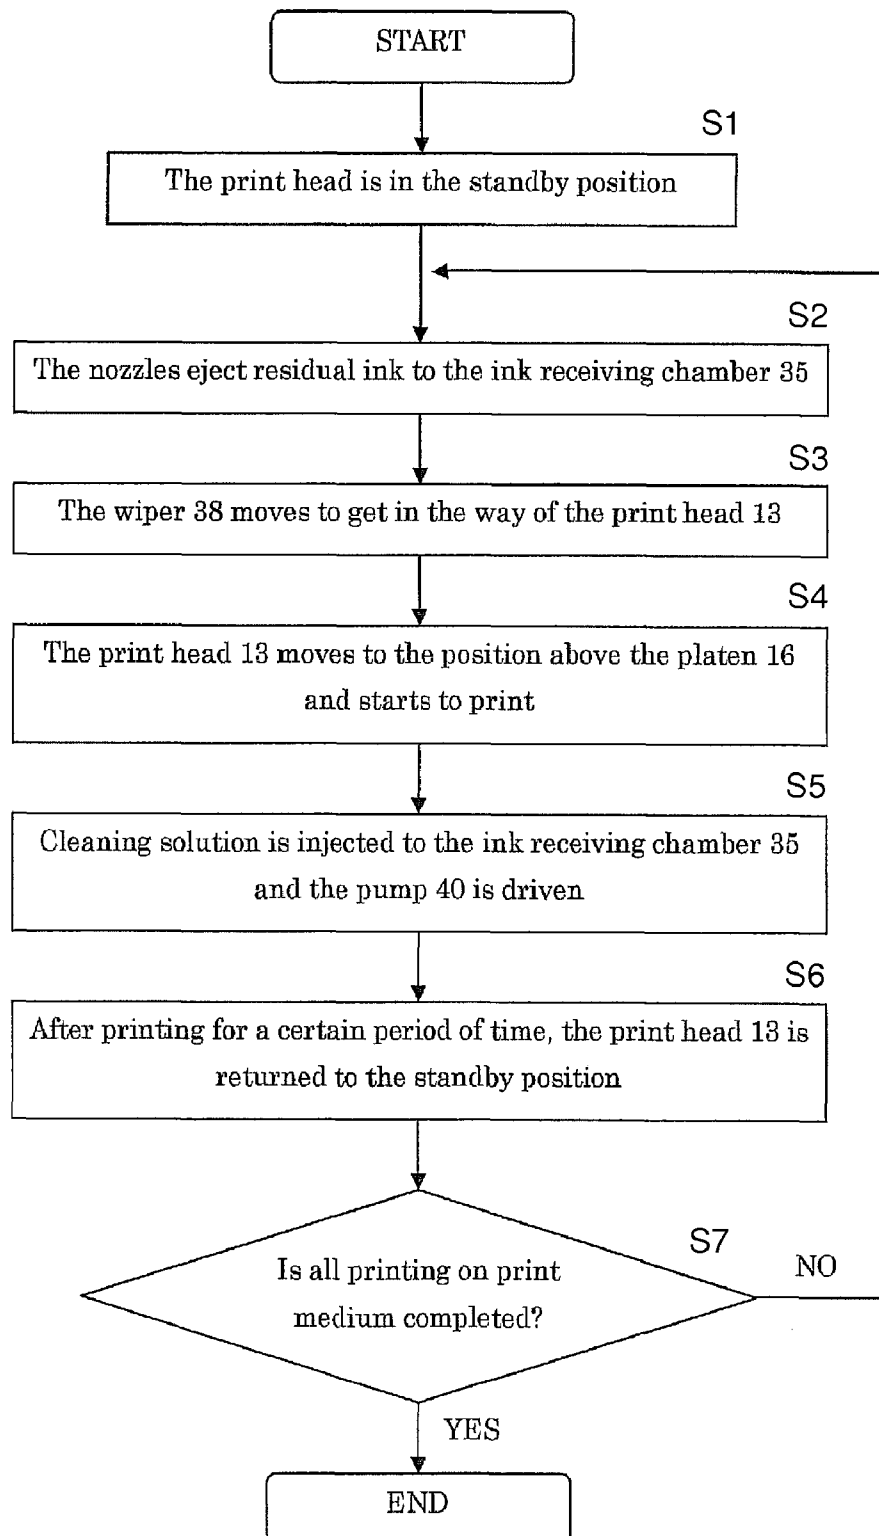 START
S1
The print head is in the standby position
S2
The nozzles eject residual ink to the ink receiving chamber 35
S3
The wiper 38 moves to get in the way of the print head 13
S4
The print head 13 moves to the position above the platen 16
and starts to print
S5
Cleaning solution is injected to the ink receiving chamber 35
and the pump 40 is driven
S6
After printing for a certain period of time, the print head 13 is
returned to the standby position
S7
Is all printing on print
medium completed?
NO
YES
END